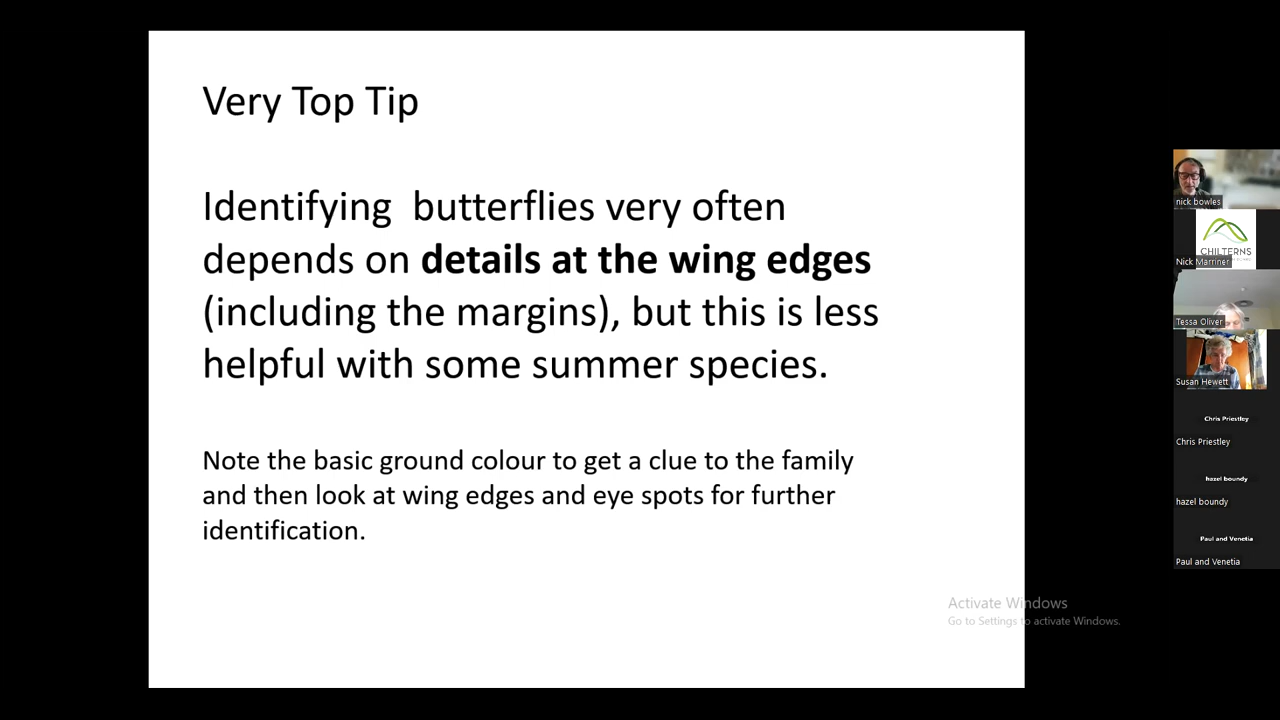 Very Top Tip
Identifying  butterflies very often
depends on details at the wing edges
(including the margins), but this is less
helpful with some summer species.
Note the basic ground colour to get a clue to the family
and then look at wing edges and eye spots for further
identification.
Activate Windows
Go to Settings to activate Windows.
nick bowles
CHILTERNS
Nick Marriner
Tessa Oliver
Susan Hewett
Chris Priestley
Chris Priestley
hazel boundy
hazel boundy
Paul and Venetia
Paul and Venetia